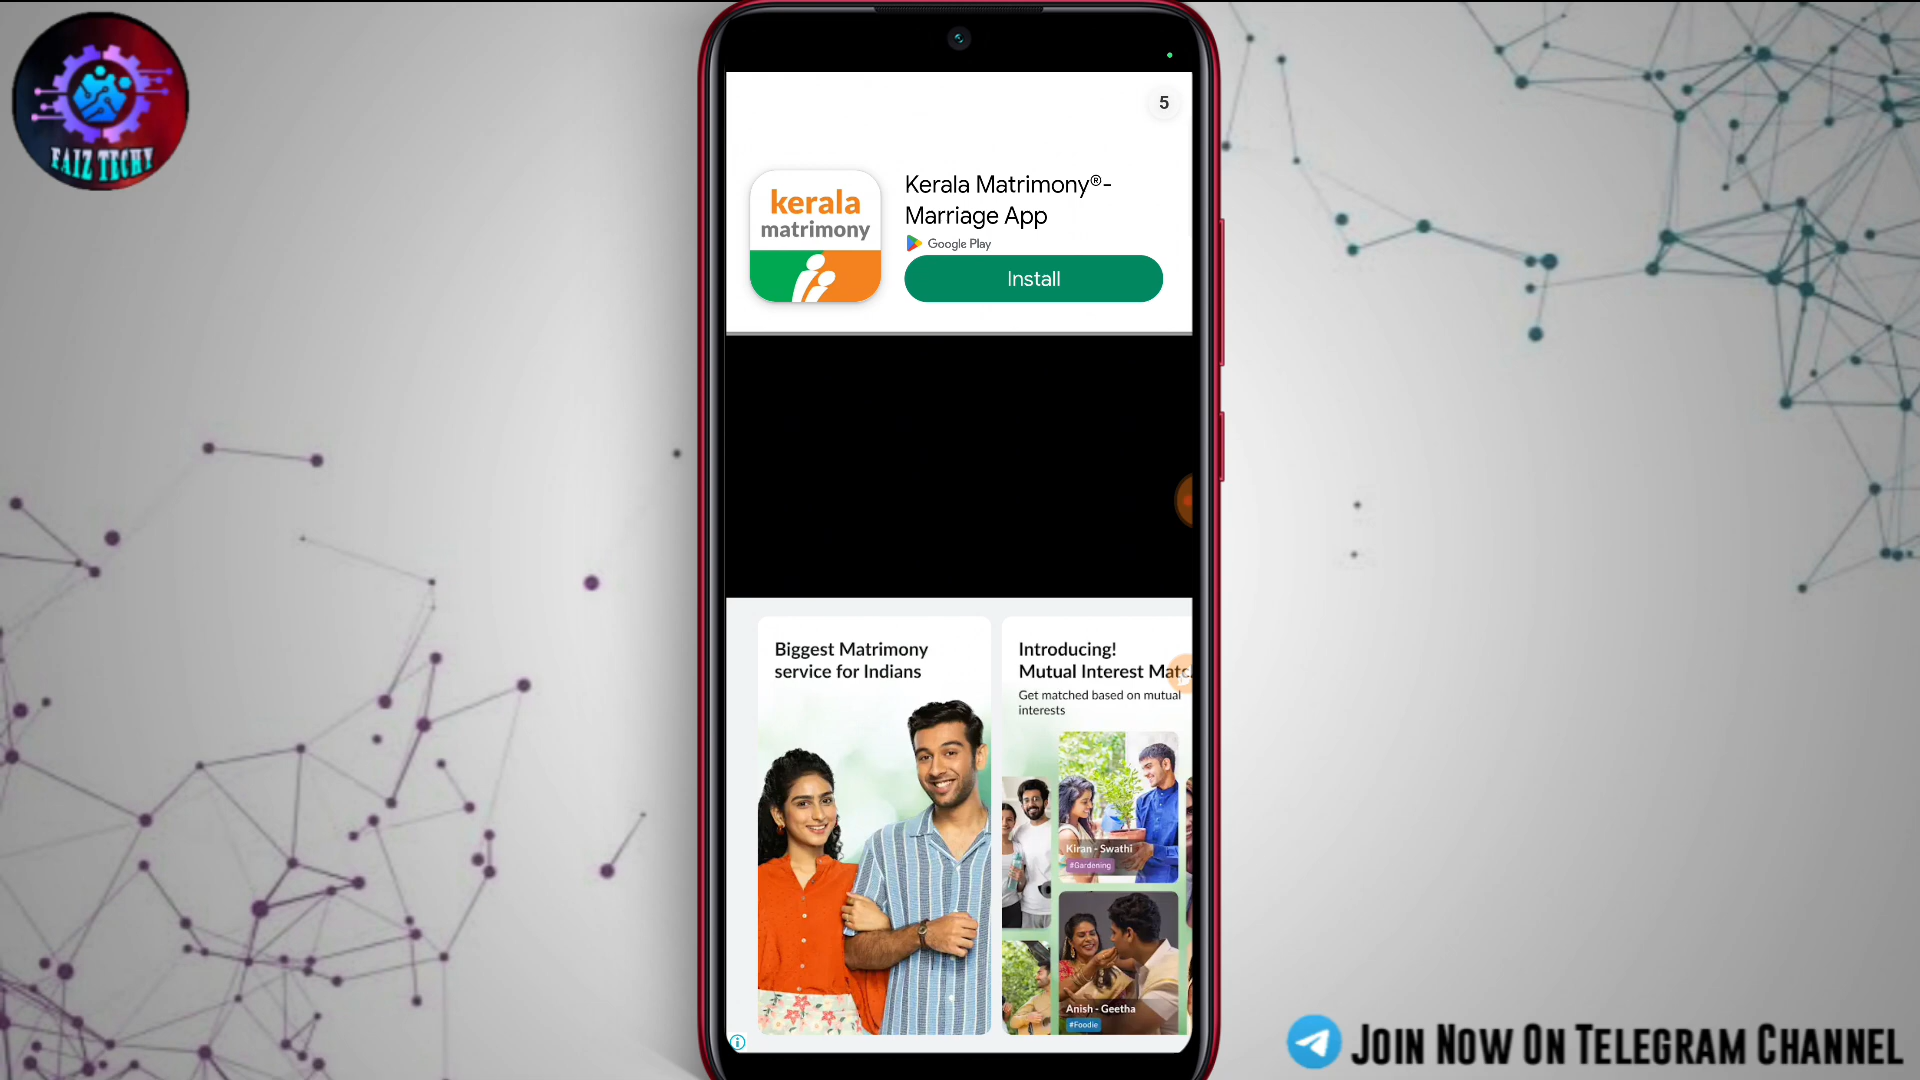 FAIZ TECHY
5
kerala
matrimony
Kerala Matrimony®-
Marriage App
Google Play
Install
Biggest Matrimony
service for Indians
Introducing!
Mutual Interest Matc
Get matched based on mutual
interests
Kiran - Swathi
#Gardening
Anish - Geetha
#Foodie
JOIN NOW ON TELEGRAM CHANNEL